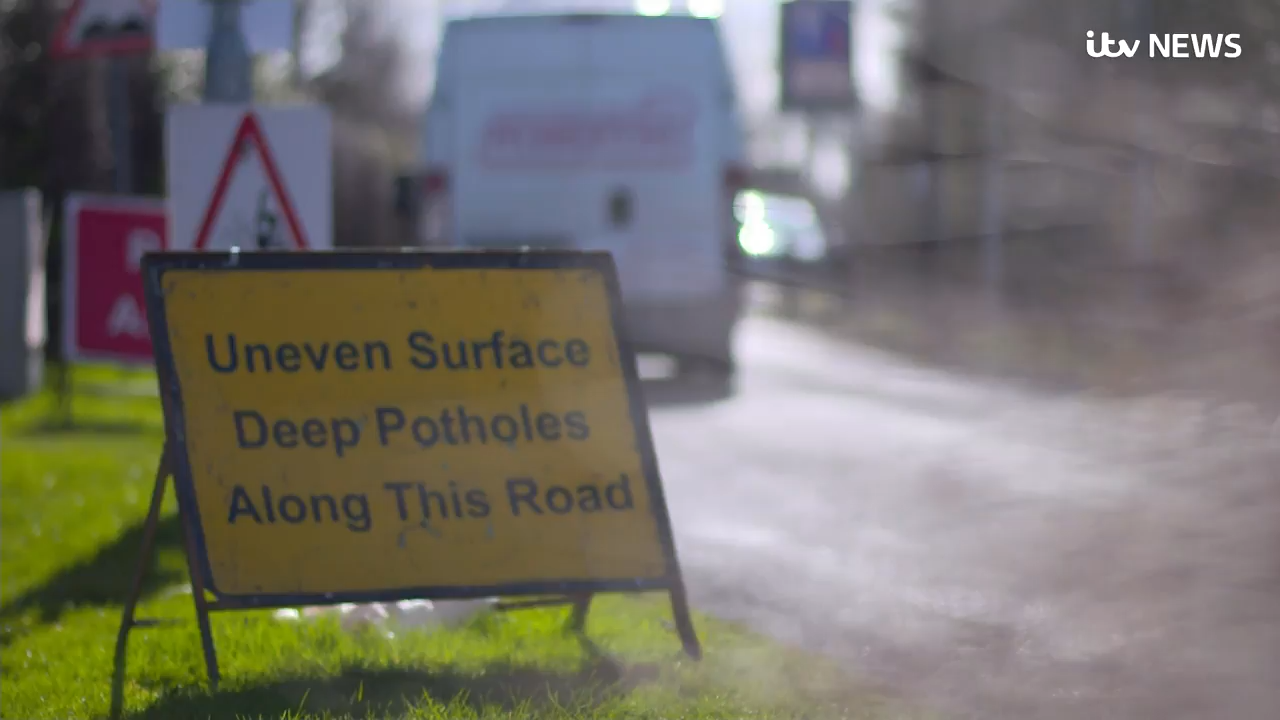 itv NEWS
Uneven Surface
Deep Potholes
Along This Road